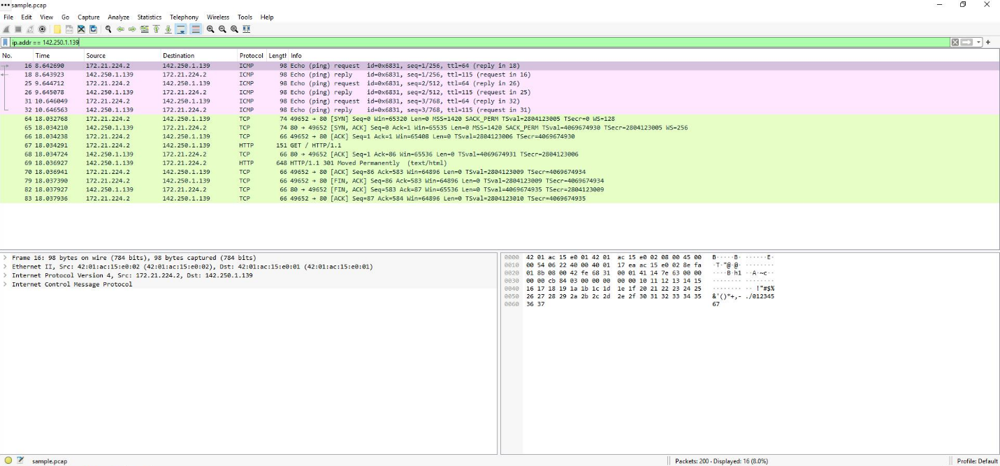 sample.pcap
File Edit View Go Capture Analyze Statistics Telephony Wireless Tools Help
ip.addr == 142.250.1.139
No. Time Source Destination Protocol Length Info
16 8.642690 172.21.224.2 142.250.1.139 ICMP 98 Echo (ping) request id=0x6831, seq=1/256, ttl=64 (reply in 18)
18 8.643923 142.250.1.139 172.21.224.2 ICMP 98 Echo (ping) reply id=0x6831, seq=1/256, ttl=115 (request in 16)
25 9.644712 172.21.224.2 142.250.1.139 ICMP 98 Echo (ping) request id=0x6831, seq=2/512, ttl=64 (reply in 26)
26 9.645078 142.250.1.139 172.21.224.2 ICMP 98 Echo (ping) reply id=0x6831, seq=2/512, ttl=115 (request in 25)
31 10.646049 172.21.224.2 142.250.1.139 ICMP 98 Echo (ping) request id=0x6831, seq=3/768, ttl=64 (reply in 32)
32 10.646563 142.250.1.139 172.21.224.2 ICMP 98 Echo (ping) reply id=0x6831, seq=3/768, ttl=115 (request in 31)
64 18.032768 172.21.224.2 142.250.1.139 TCP 74 49652 → 80 [SYN] Seq=0 Win=65320 Len=0 MSS=1420 SACK_PERM TSval=2804123005 TSecr=0 WS=128
65 18.034210 142.250.1.139 172.21.224.2 TCP 74 80 → 49652 [SYN, ACK] Seq=0 Ack=1 Win=65535 Len=0 MSS=1420 SACK_PERM TSval=4069674930 TSecr=2804123005 WS=256
66 18.034238 172.21.224.2 142.250.1.139 TCP 66 49652 → 80 [ACK] Seq=1 Ack=1 Win=65408 Len=0 TSval=2804123006 TSecr=4069674930
67 18.034291 172.21.224.2 142.250.1.139 HTTP 151 GET / HTTP/1.1
68 18.034724 142.250.1.139 172.21.224.2 TCP 66 80 → 49652 [ACK] Seq=1 Ack=86 Win=65536 Len=0 TSval=4069674931 TSecr=2804123006
69 18.036927 142.250.1.139 172.21.224.2 HTTP 648 HTTP/1.1 301 Moved Permanently (text/html)
70 18.036941 172.21.224.2 142.250.1.139 TCP 66 49652 → 80 [ACK] Seq=86 Ack=583 Win=64896 Len=0 TSval=2804123009 TSecr=4069674934
79 18.037390 172.21.224.2 142.250.1.139 TCP 66 49652 → 80 [FIN, ACK] Seq=86 Ack=583 Win=64896 Len=0 TSval=2804123009 TSecr=4069674934
82 18.037927 142.250.1.139 172.21.224.2 TCP 66 80 → 49652 [FIN, ACK] Seq=583 Ack=87 Win=65536 Len=0 TSval=4069674935 TSecr=2804123009
83 18.037936 172.21.224.2 142.250.1.139 TCP 66 49652 → 80 [ACK] Seq=87 Ack=584 Win=64896 Len=0 TSval=2804123010 TSecr=4069674935
Frame 16: 98 bytes on wire (784 bits), 98 bytes captured (784 bits)
Ethernet II, Src: 42:01:ac:15:e0:02 (42:01:ac:15:e0:02), Dst: 42:01:ac:15:e0:01 (42:01:ac:15:e0:01)
Internet Protocol Version 4, Src: 172.21.224.2, Dst: 142.250.1.139
Internet Control Message Protocol
0000 42 01 ac 15 e0 01 42 01 ac 15 e0 02 08 00 45 00 B·····B· ······E·
0010 00 54 06 22 40 00 40 01 17 ea ac 15 e0 02 8e fa ·T·"@·@· ········
0020 01 8b 08 00 42 fe 68 31 00 01 41 14 7e 63 00 00 ····B·h1 ··A·~c··
0030 00 00 cb 84 03 00 00 00 00 00 10 11 12 13 14 15 ········ ········
0040 16 17 18 19 1a 1b 1c 1d 1e 1f 20 21 22 23 24 25 ········ ·· !"#$%
0050 26 27 28 29 2a 2b 2c 2d 2e 2f 30 31 32 33 34 35 &'()*+,- ./012345
0060 36 37 67
sample.pcap
Packets: 200 · Displayed: 16 (8.0%)
Profile: Default